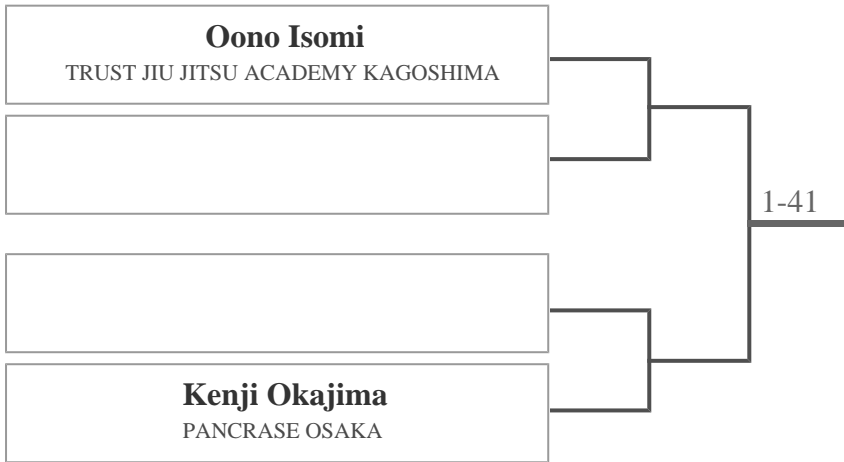 Oono Isomi
TRUST JIU JITSU ACADEMY KAGOSHIMA
1-41
Kenji Okajima
PANCRASE OSAKA